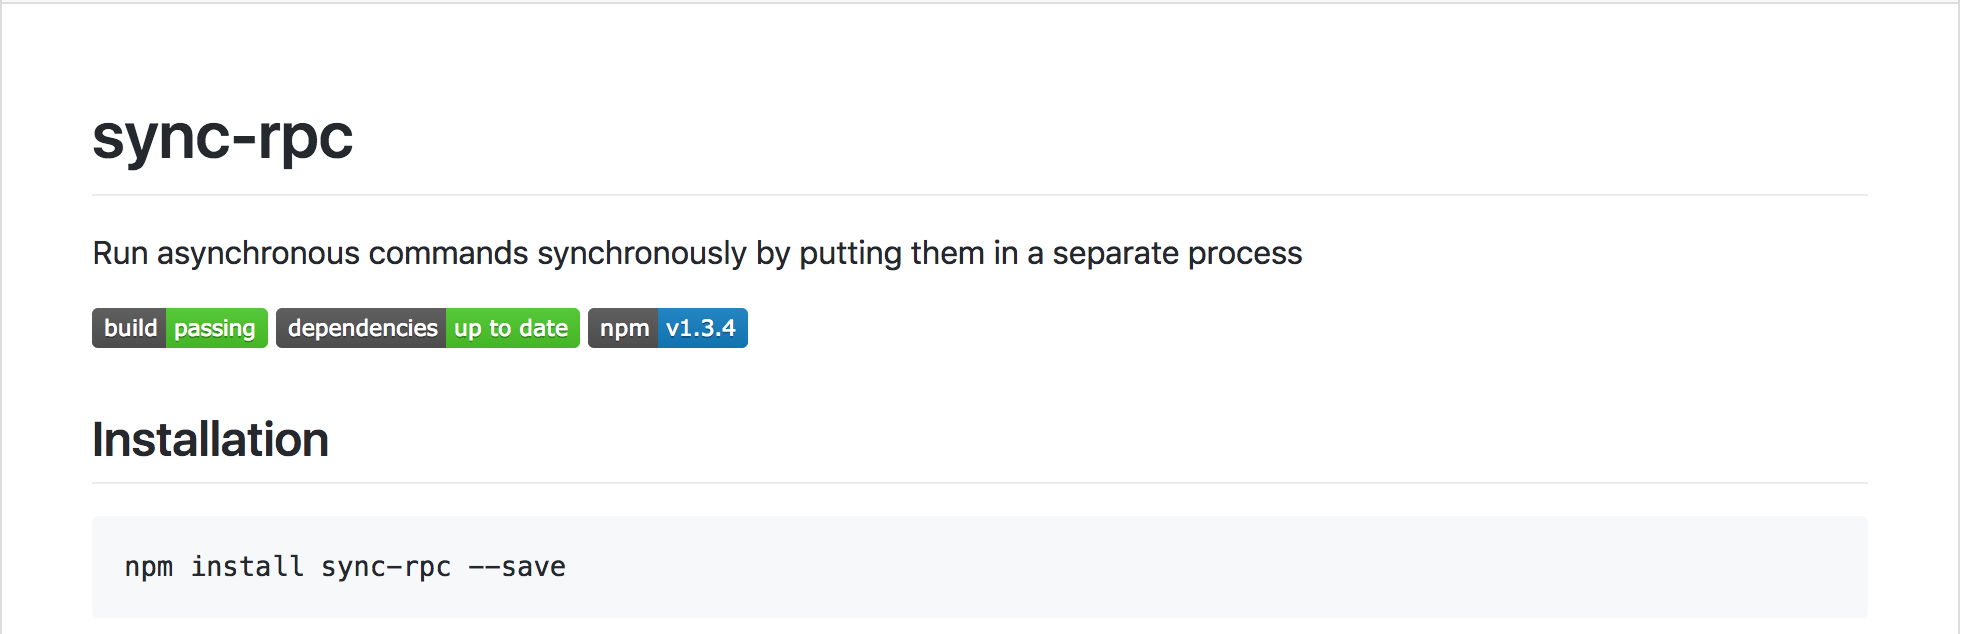 sync-rpc
Run asynchronous commands synchronously by putting them in a separate process
build passing dependencies up to date npm v1.3.4
Installation
npm install sync-rpc --save